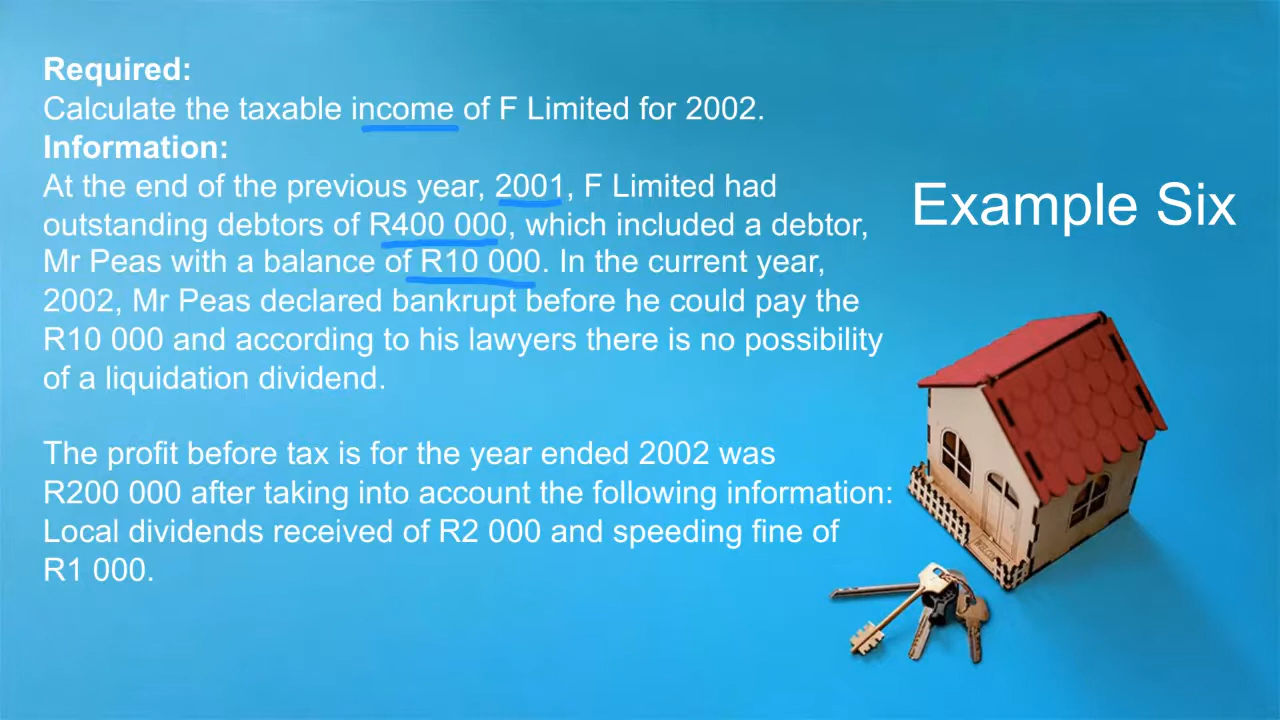 Required:
Calculate the taxable income of F Limited for 2002.
Information:
At the end of the previous year, 2001, F Limited had
outstanding debtors of R400 000, which included a debtor,
Mr Peas with a balance of R10 000. In the current year,
2002, Mr Peas declared bankrupt before he could pay the
R10 000 and according to his lawyers there is no possibility
of a liquidation dividend.
The profit before tax is for the year ended 2002 was
R200 000 after taking into account the following information:
Local dividends received of R2 000 and speeding fine of
R1 000.
Example Six